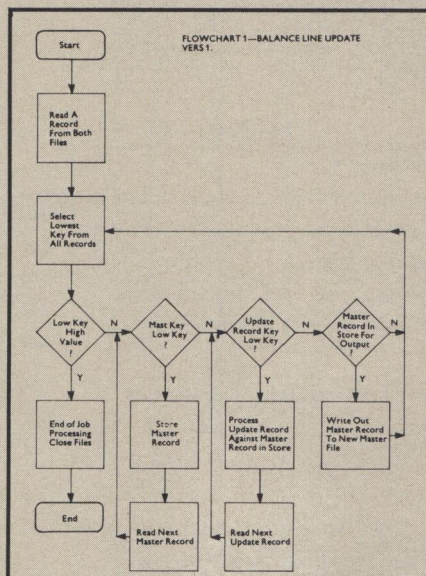 FLOWCHART 1—BALANCE LINE UPDATE
VERS 1.
Start
Read A
Record
From Both
Files
Select
Lowest
Key From
All Records
Low Key
High
Value
?
N
Y
Mast Key
Low Key
?
N
Y
Update
Record Key
Low Key
?
N
Y
Master
Record In
Store For
Output
?
N
Y
End of Job
Processing
Close Files
Store
Master
Record
Process
Update Record
Against Master
Record in Store
Write Out
Master Record
To New Master
File
End
Read Next
Master Record
Read Next
Update Record